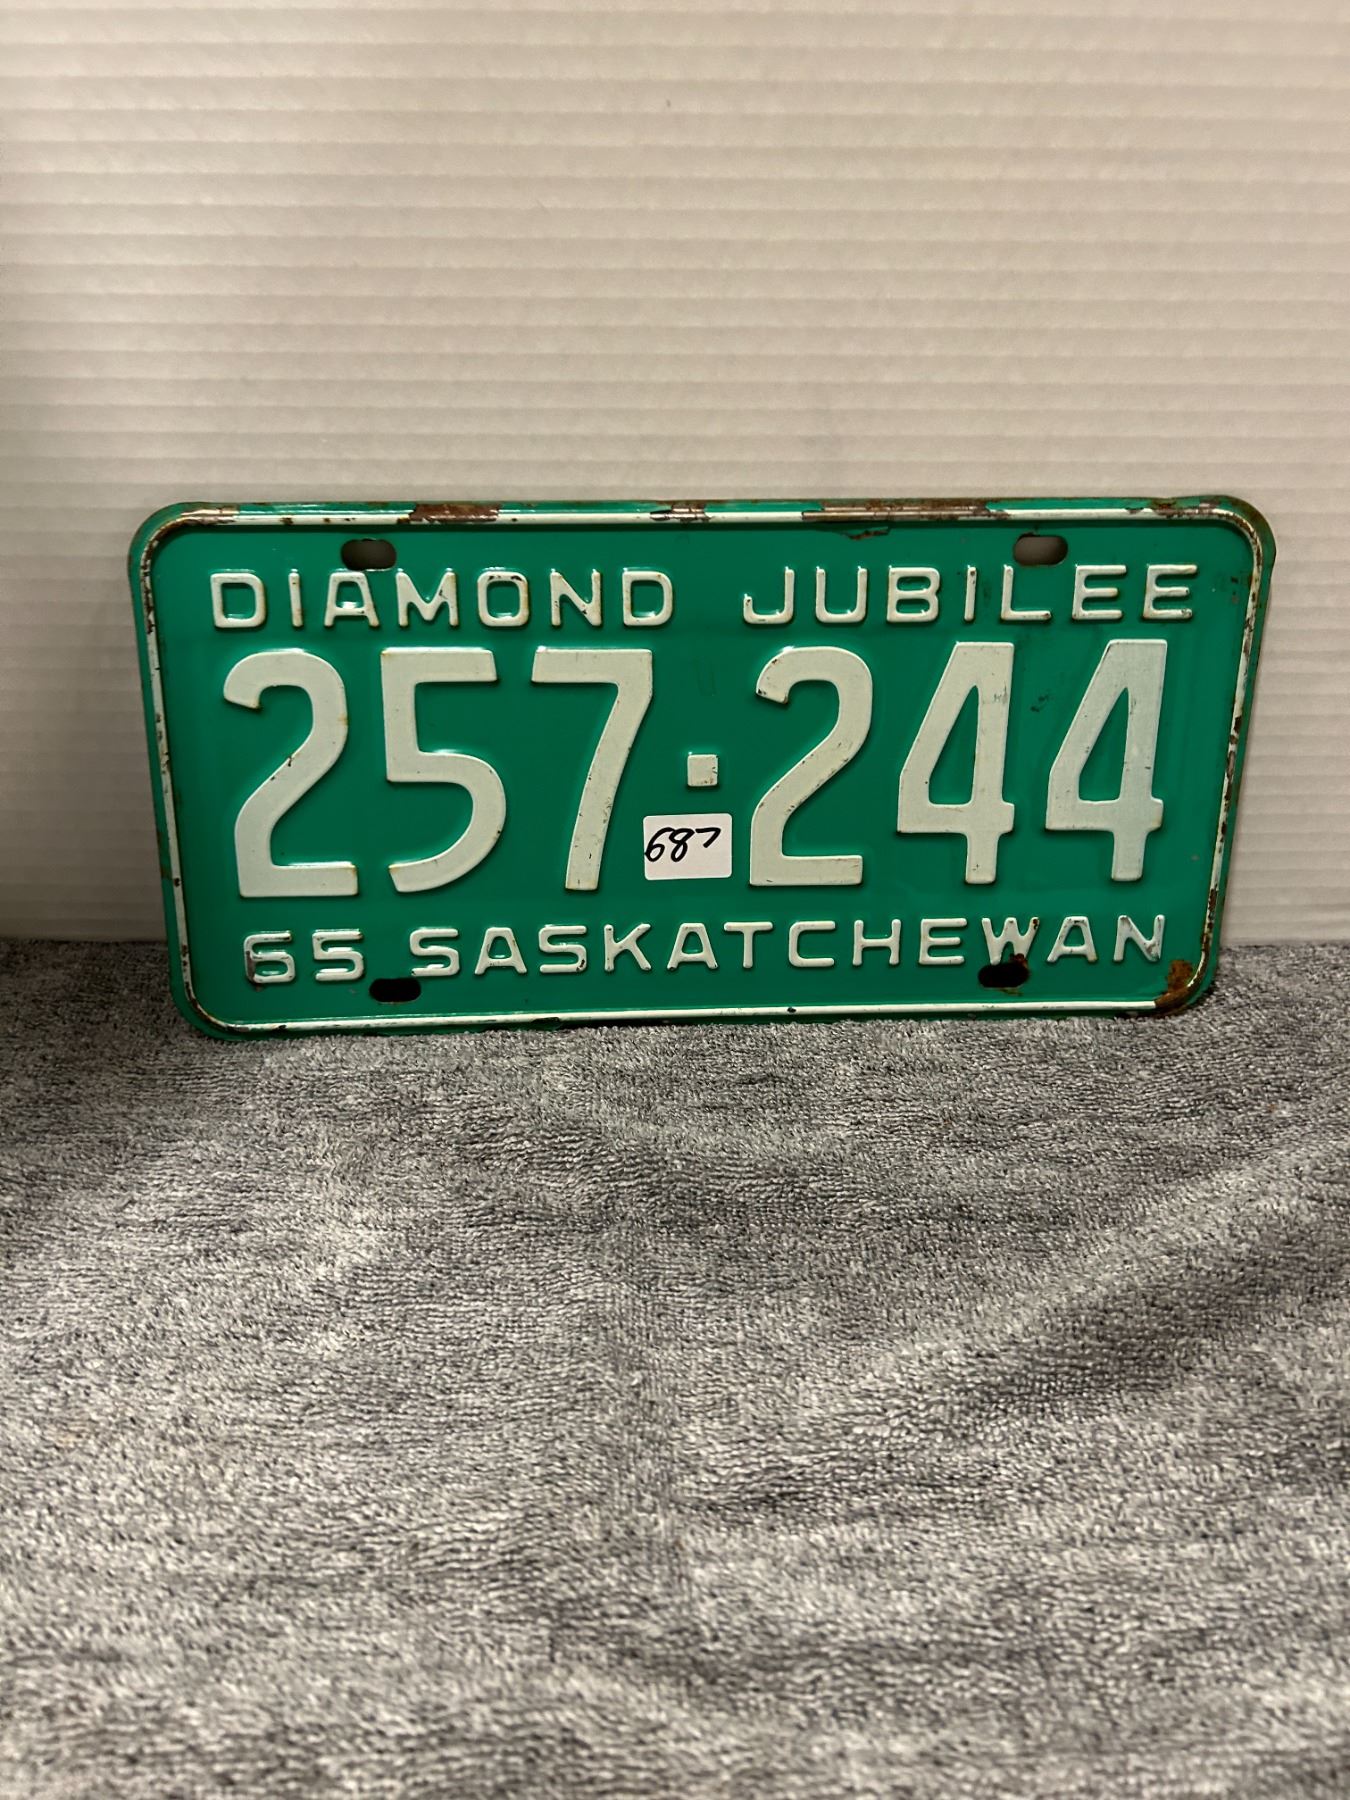 DIAMOND JUBILEE
257·244
687
65 SASKATCHEWAN